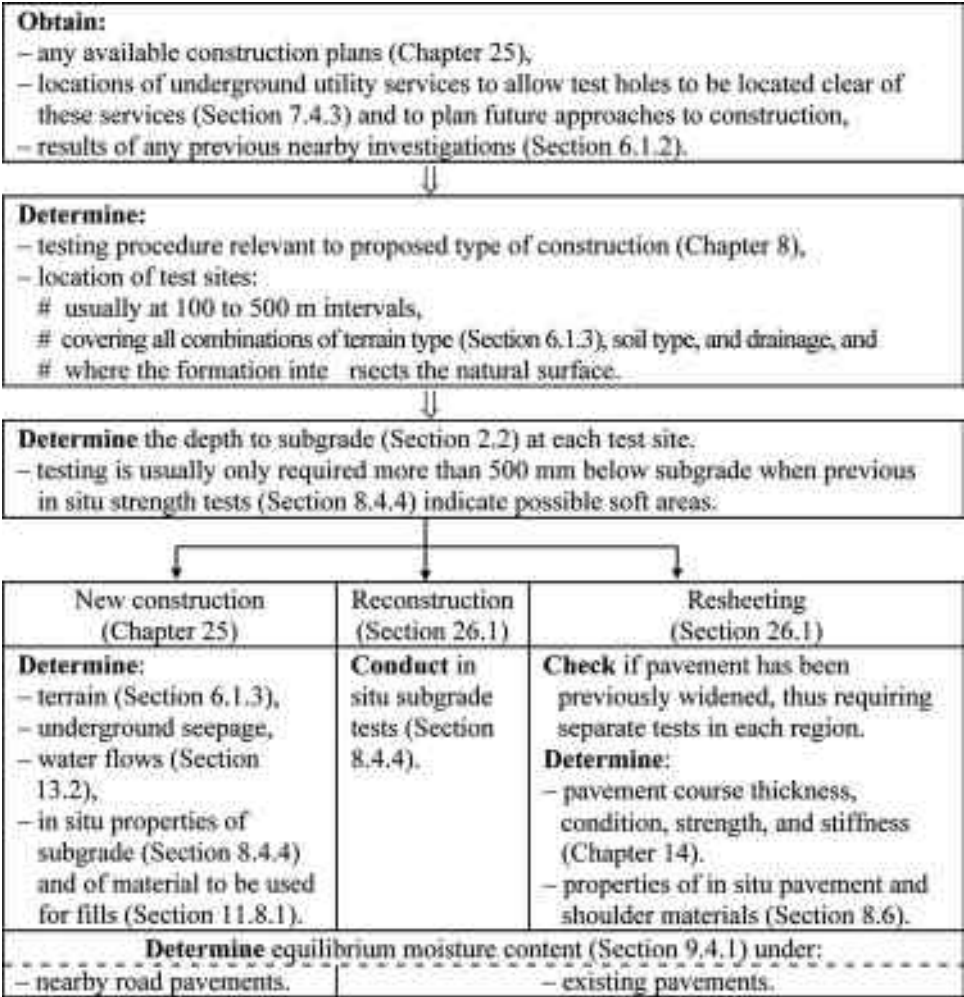 Obtain:
– any available construction plans (Chapter 25),
– locations of underground utility services to allow test holes to be located clear of
these services (Section 7.4.3) and to plan future approaches to construction,
– results of any previous nearby investigations (Section 6.1.2).
⇓
Determine:
– testing procedure relevant to proposed type of construction (Chapter 8),
– location of test sites:
# usually at 100 to 500 m intervals,
# covering all combinations of terrain type (Section 6.1.3), soil type, and drainage, and
# where the formation inte rsects the natural surface.
⇓
Determine the depth to subgrade (Section 2.2) at each test site.
– testing is usually only required more than 500 mm below subgrade when previous
in situ strength tests (Section 8.4.4) indicate possible soft areas.
New construction
(Chapter 25)
Determine:
– terrain (Section 6.1.3),
– underground seepage,
– water flows (Section
13.2),
– in situ properties of
subgrade (Section 8.4.4)
and of material to be used
for fills (Section 11.8.1).
Reconstruction
(Section 26.1)
Conduct in
situ subgrade
tests (Section
8.4.4).
Resheeting
(Section 26.1)
Check if pavement has been
previously widened, thus requiring
separate tests in each region.
Determine:
– pavement course thickness,
condition, strength, and stiffness
(Chapter 14).
– properties of in situ pavement and
shoulder materials (Section 8.6).
Determine equilibrium moisture content (Section 9.4.1) under:
– nearby road pavements.
– existing pavements.